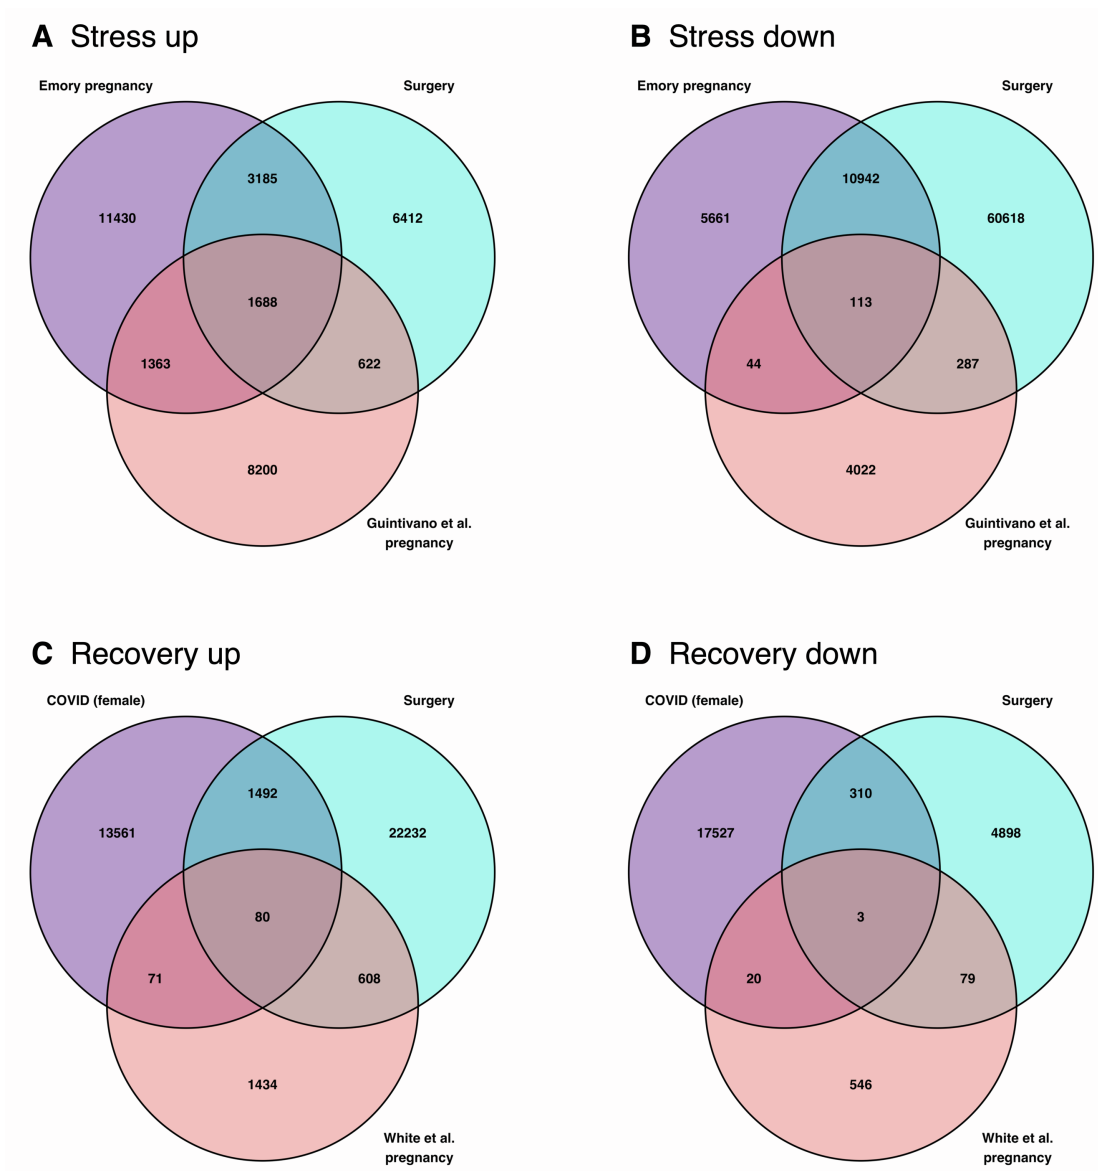 A Stress up
Emory pregnancy
Surgery
3185
11430
6412
1688
1363
622
8200
Guintivano et al.
pregnancy
B Stress down
Emory pregnancy
Surgery
10942
5661
60618
113
44
287
4022
Guintivano et al.
pregnancy
C Recovery up
COVID (female)
Surgery
1492
13561
22232
80
71
608
1434
White et al.
pregnancy
D Recovery down
COVID (female)
Surgery
310
17527
4898
3
20
79
546
White et al.
pregnancy